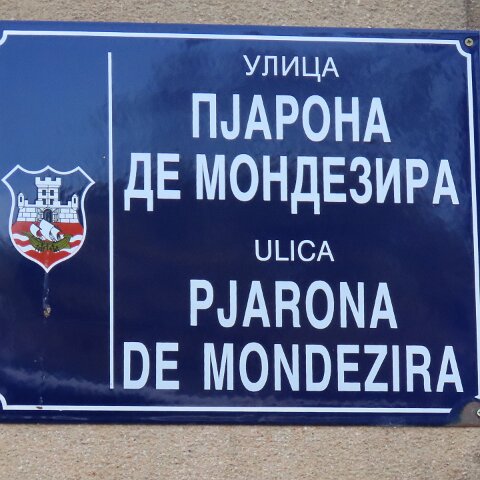 УЛИЦА
ПЈАРОНА
ДЕ МОНДЕЗИРА
ULICA
PJARONA
DE MONDEZIRA